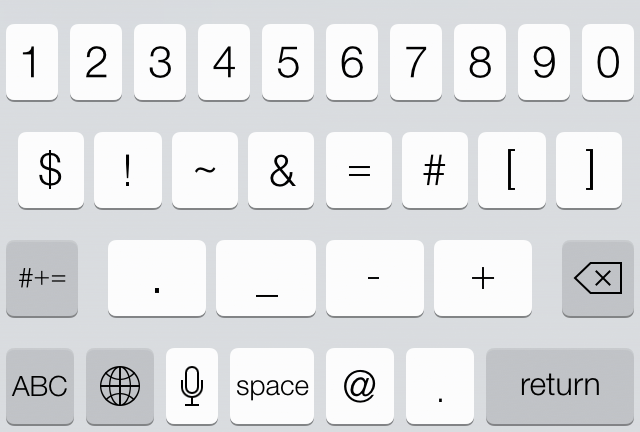 1 2 3 4 5 6 7 8 9 0
$ ! ~ & = # [ ]
#+= . _ - +
ABC space @ . return